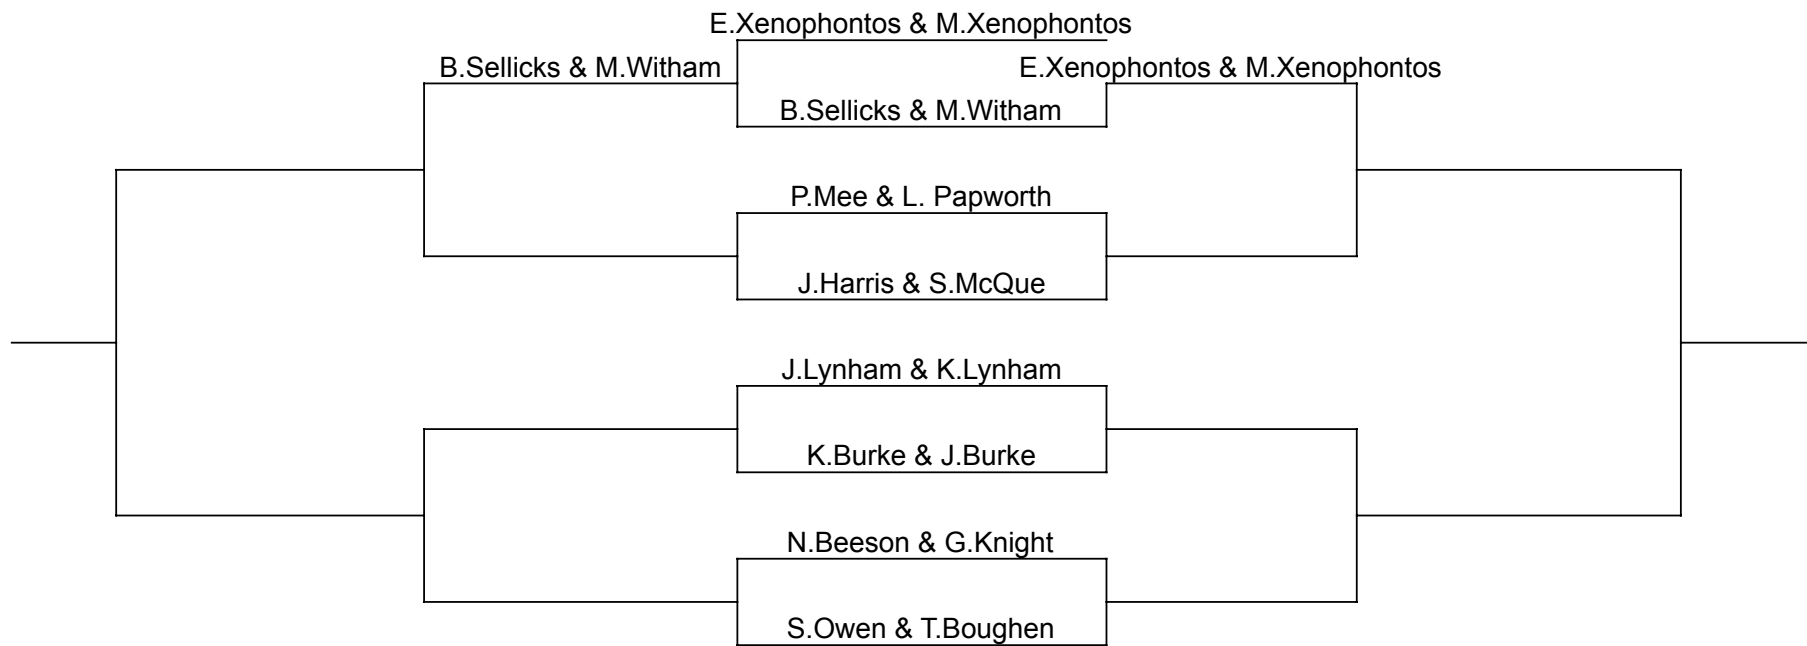 E.Xenophontos & M.Xenophontos
B.Sellicks & M.Witham
E.Xenophontos & M.Xenophontos
B.Sellicks & M.Witham
P.Mee & L. Papworth
J.Harris & S.McQue
J.Lynham & K.Lynham
K.Burke & J.Burke
N.Beeson & G.Knight
S.Owen & T.Boughen